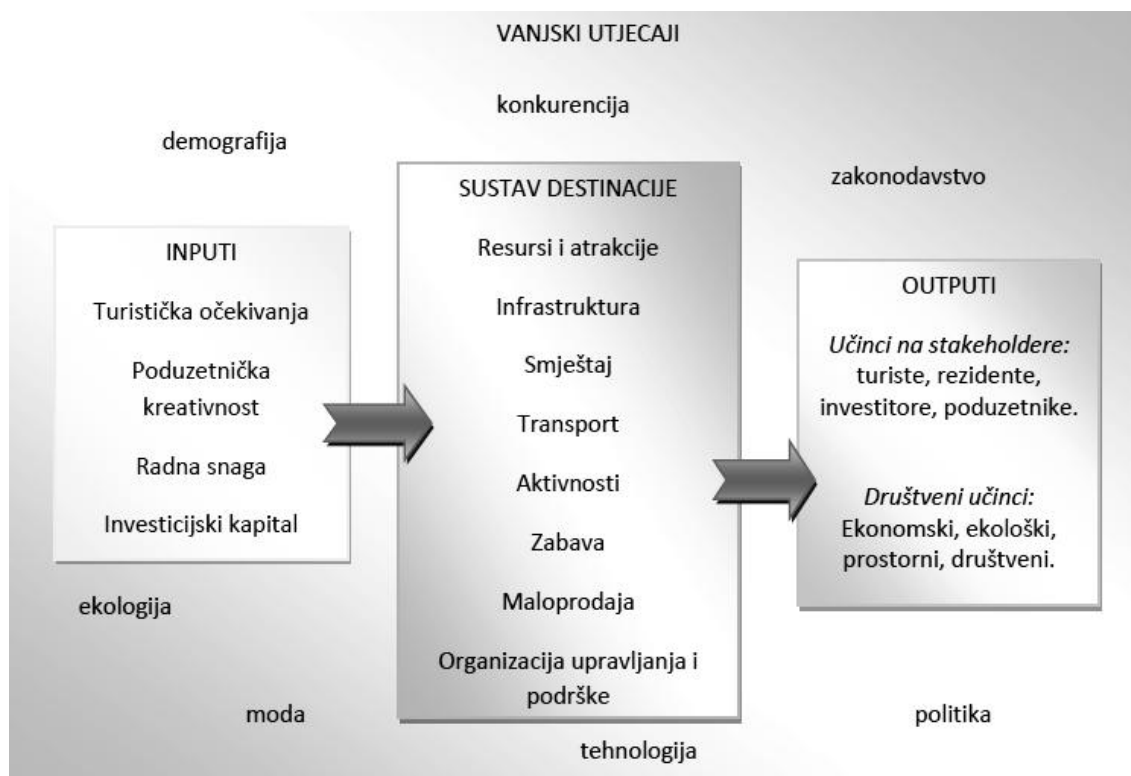 VANJSKI UTJECAJI
konkurencija
demografija
zakonodavstvo
INPUTI
Turistička očekivanja
Poduzetnička
kreativnost
Radna snaga
Investicijski kapital
SUSTAV DESTINACIJE
Resursi i atrakcije
Infrastruktura
Smještaj
Transport
Aktivnosti
Zabava
Maloprodaja
Organizacija upravljanja i
podrške
OUTPUTI
Učinci na stakeholdere:
turiste, rezidente,
investitore, poduzetnike.
Društveni učinci:
Ekonomski, ekološki,
prostorni, društveni.
ekologija
moda
politika
tehnologija